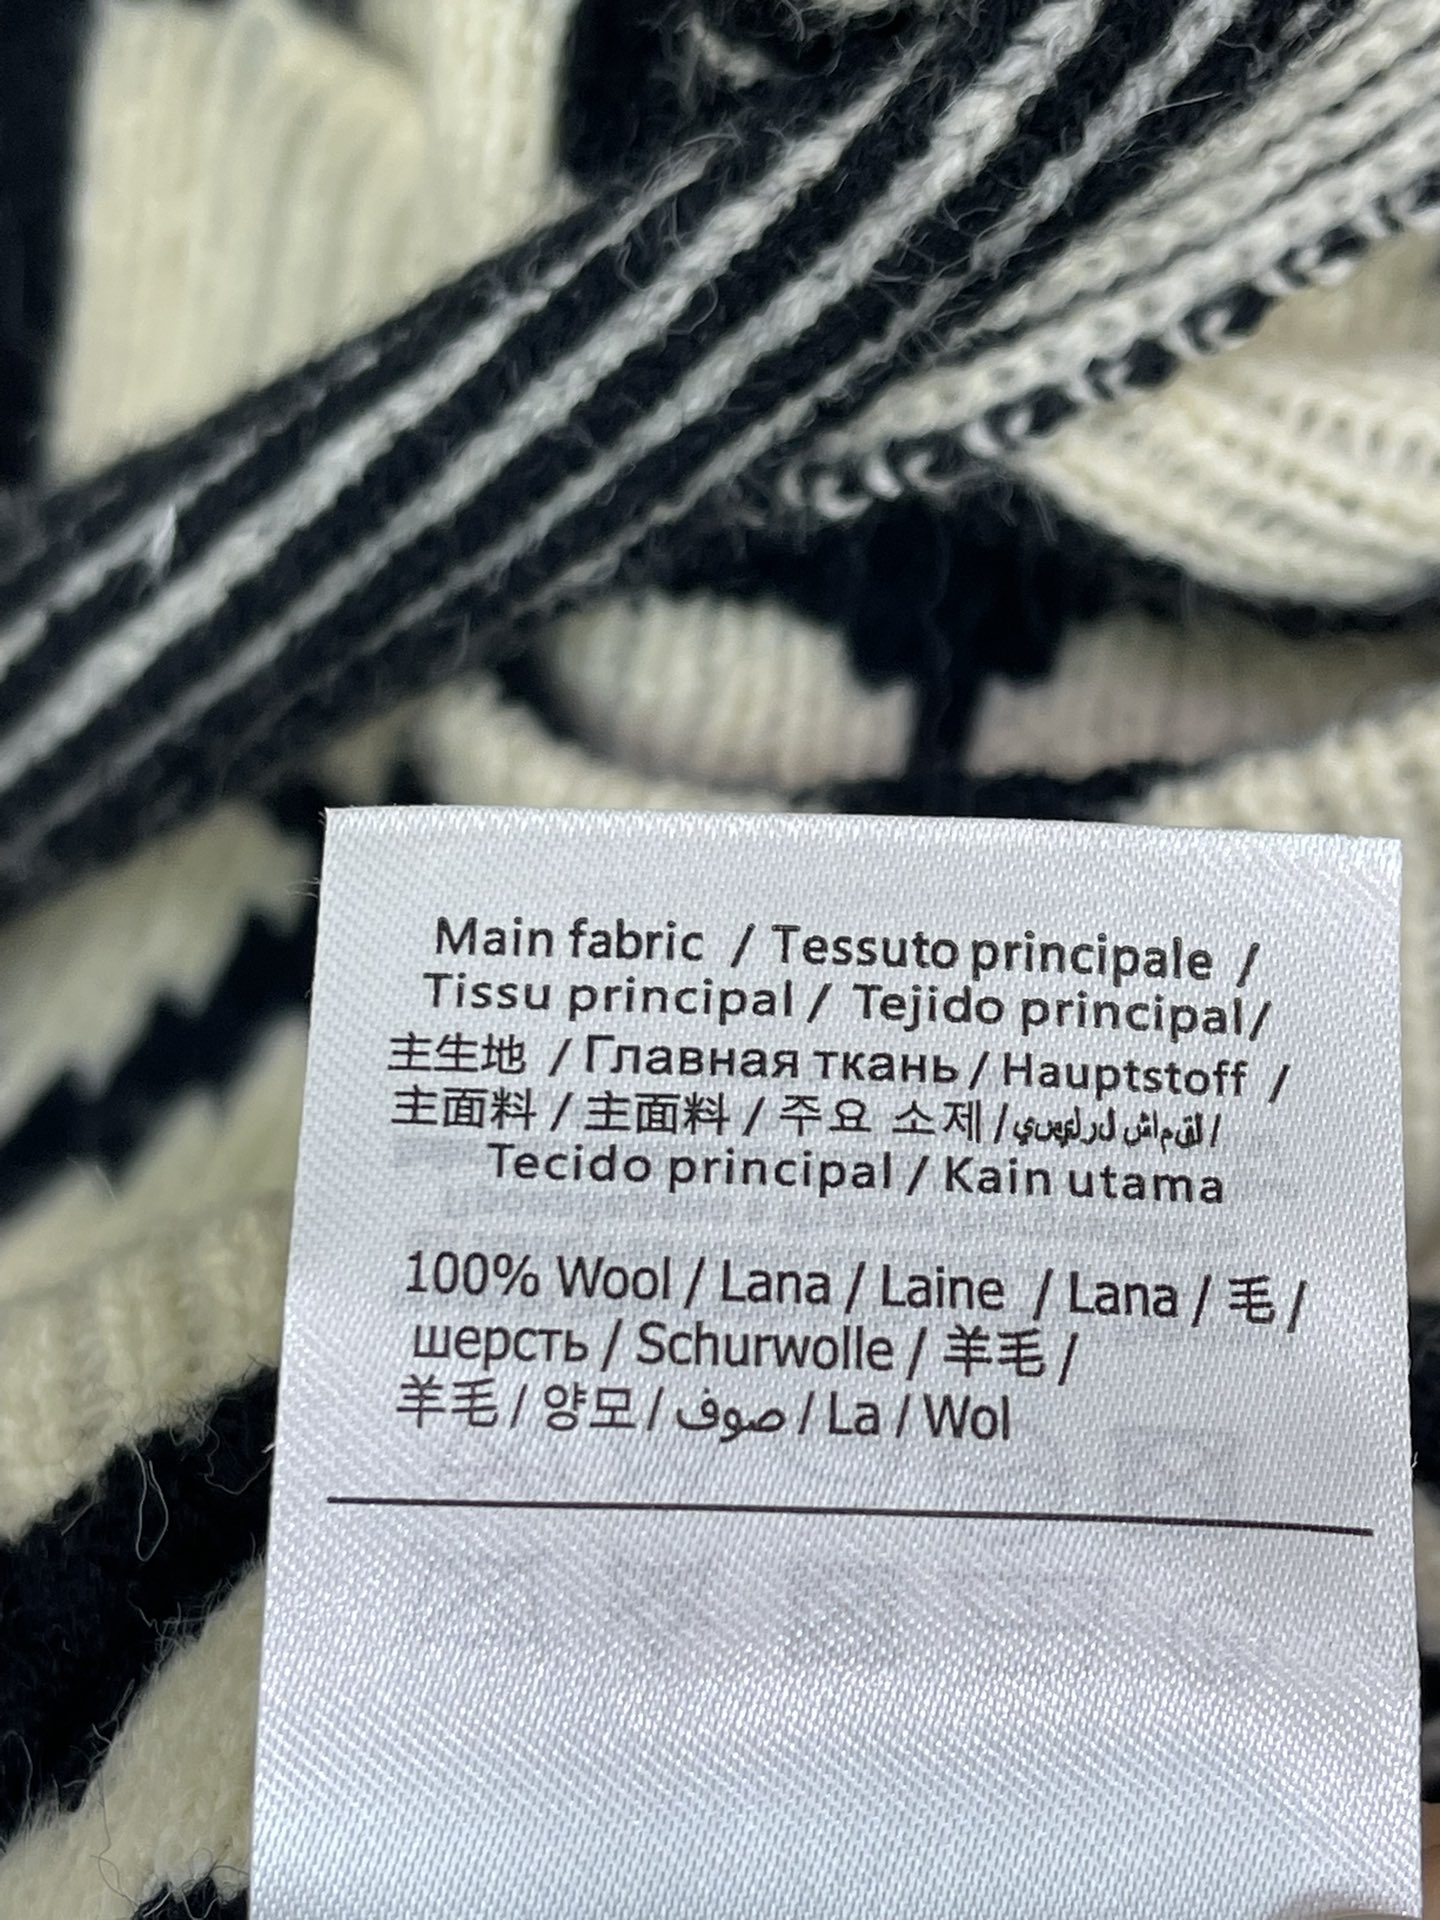 Main fabric / Tessuto principale /
Tissu principal / Tejido principal/
主生地 / Главная ткань / Hauptstoff /
主面料 / 主面料 / 주요 소제 / /
Tecido principal / Kain utama
100% Wool / Lana / Laine / Lana / 毛 /
шерсть / Schurwolle / 羊毛 /
羊毛 / 양모 / صوف / La / Wol